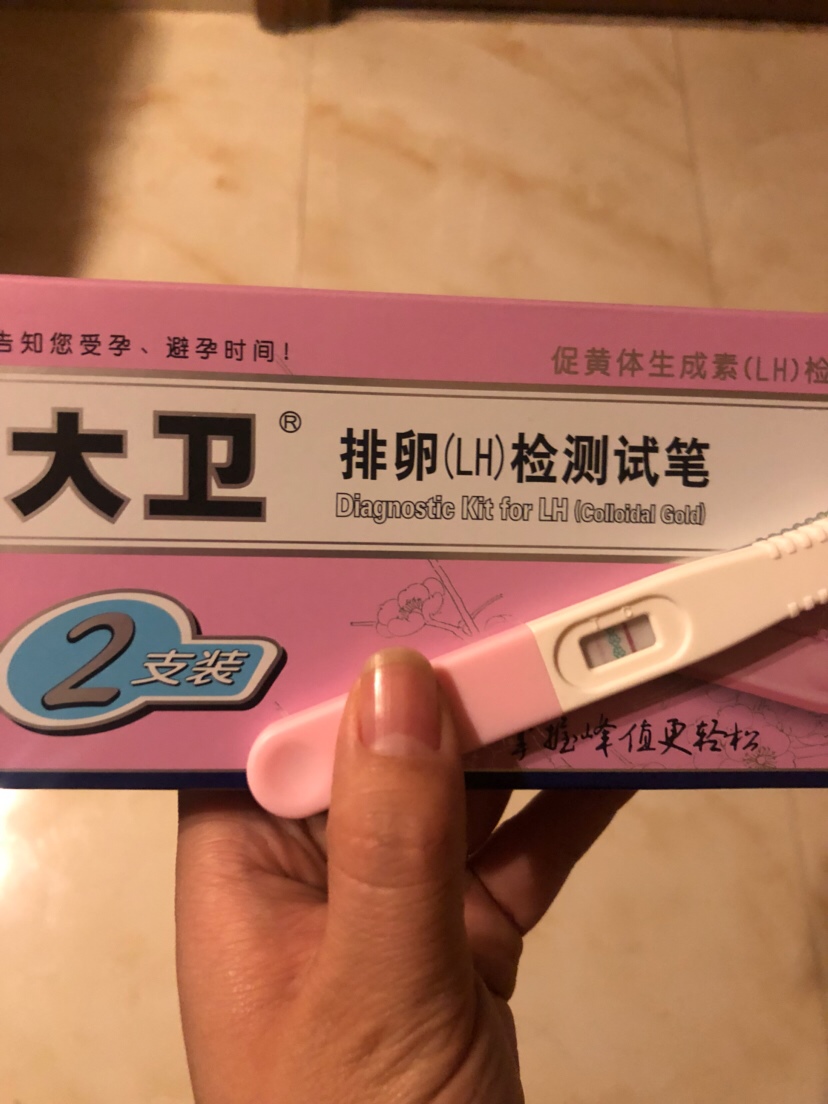 告知您受孕、避孕时间!
促黄体生成素(LH)检
大卫®
排卵(LH)检测试笔
Diagnostic Kit for LH (Colloidal Gold)
2支装
握峰值更轻松